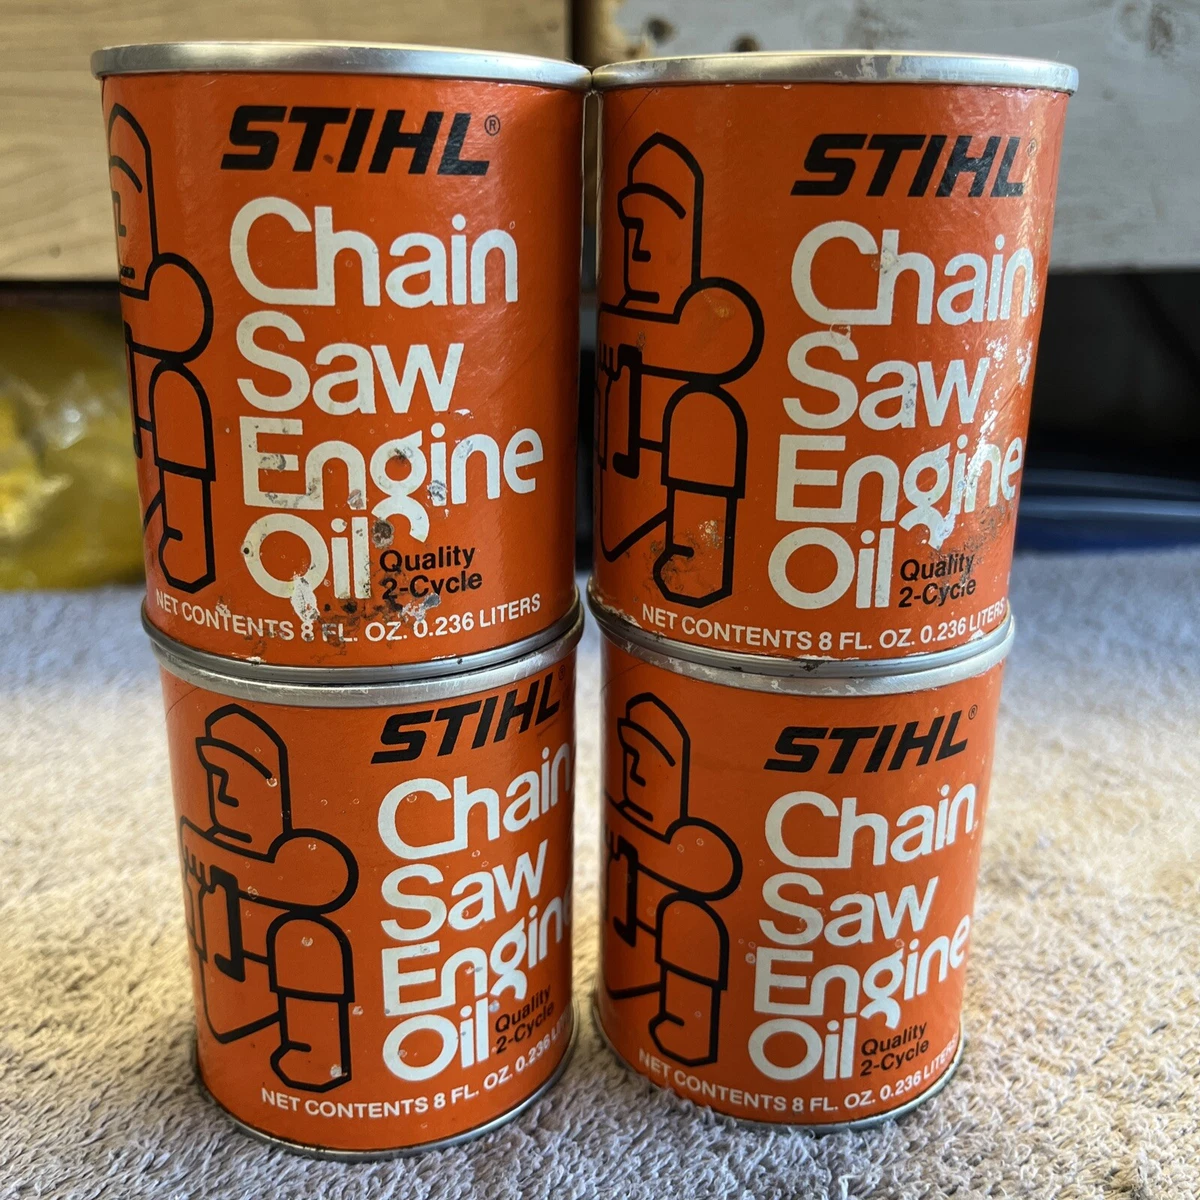 STIHL®
Chain
Saw
Engine
Oil
Quality
2-Cycle
NET CONTENTS 8 FL. OZ. 0.236 LITERS
STIHL®
Chain
Saw
Engine
Oil
Quality
2-Cycle
NET CONTENTS 8 FL. OZ. 0.236 LITERS
STIHL®
Chain
Saw
Engine
Oil
Quality
2-Cycle
NET CONTENTS 8 FL. OZ. 0.236 LI
STIHL®
Chain
Saw
Engine
Oil
Quality
2-Cycle
NET CONTENTS 8 FL. OZ. 0.236 LITERS